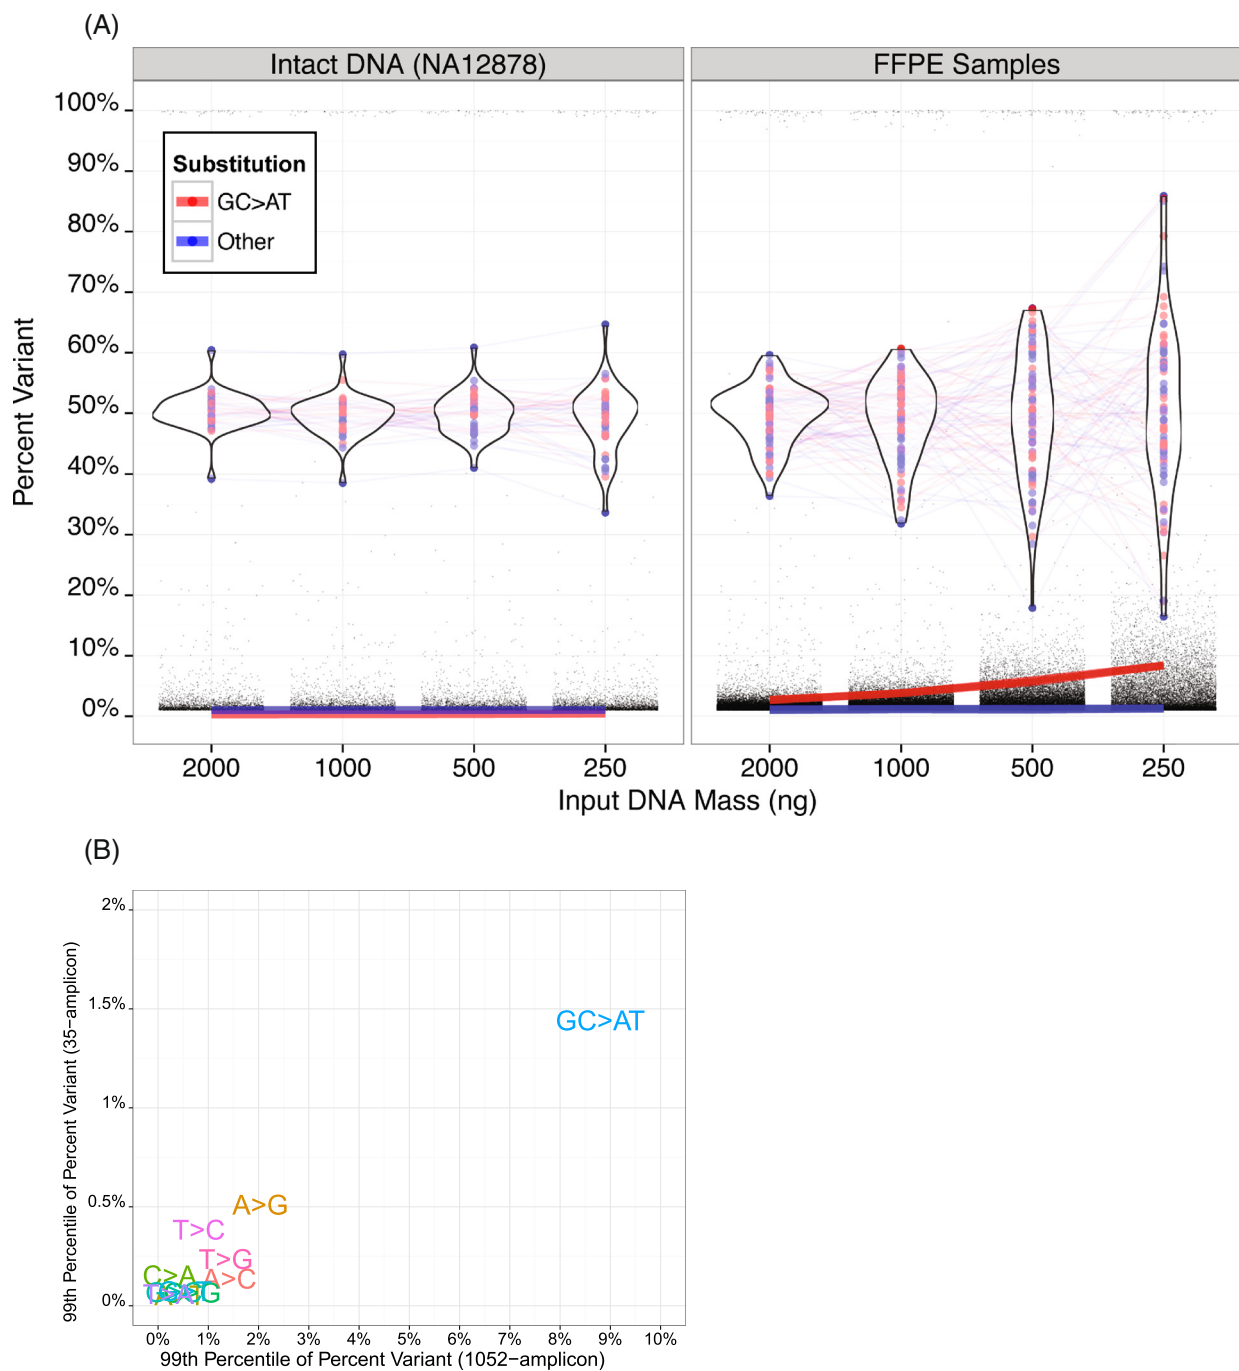 (A)
Intact DNA (NA12878)
FFPE Samples
100%
90%
80%
70%
60%
50%
40%
30%
20%
10%
0%
Percent Variant
Substitution
GC>AT
Other
2000 1000 500 250
2000 1000 500 250
Input DNA Mass (ng)
(B)
2%
1.5%
1%
0.5%
0%
99th Percentile of Percent Variant (35−amplicon)
GC>AT
A>G
T>C
T>G
C>A
A>C
0% 1% 2% 3% 4% 5% 6% 7% 8% 9% 10%
99th Percentile of Percent Variant (1052−amplicon)